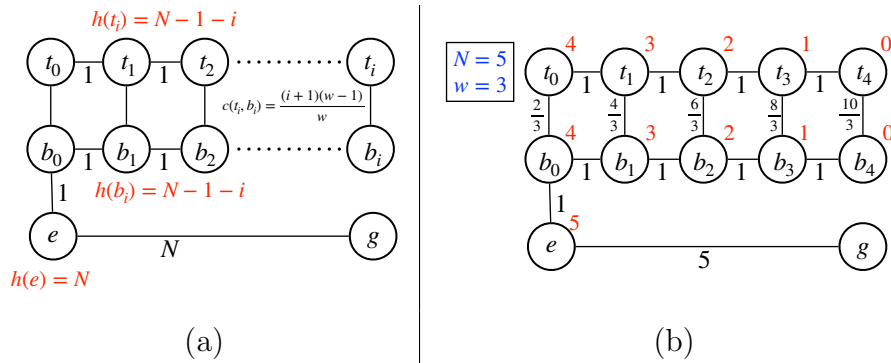 h(t_i) = N − 1 − i
t_0 1 t_1 1 t_2 t_i
c(t_i, b_i) = (i+1)(w−1)/w
b_0 1 b_1 1 b_2 b_i
1 h(b_i) = N − 1 − i
e N g
h(e) = N
(a)
N = 5
w = 3
4 3 2 1 0
t_0 1 t_1 1 t_2 1 t_3 1 t_4
2/3 4/3 6/3 8/3 10/3
4 3 2 1 0
b_0 1 b_1 1 b_2 1 b_3 1 b_4
1
5
e 5 g
(b)